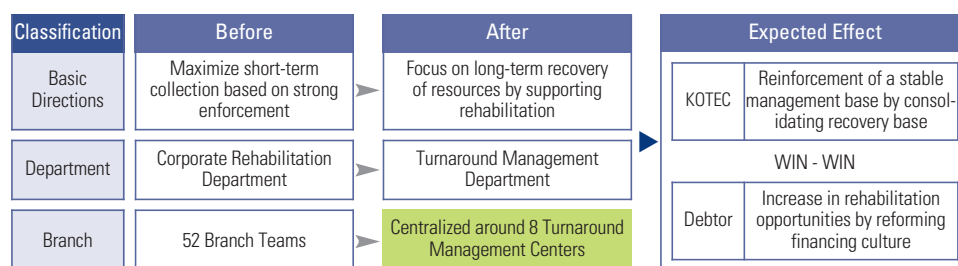 Classification
Before
After
Expected Effect
Basic
Directions
Maximize short-term
collection based on strong
enforcement
Focus on long-term recovery
of resources by supporting
rehabilitation
KOTEC
Reinforcement of a stable
management base by consol-
idating recovery base
WIN - WIN
Department
Corporate Rehabilitation
Department
Turnaround Management
Department
Debtor
Increase in rehabilitation
opportunities by reforming
financing culture
Branch
52 Branch Teams
Centralized around 8 Turnaround
Management Centers